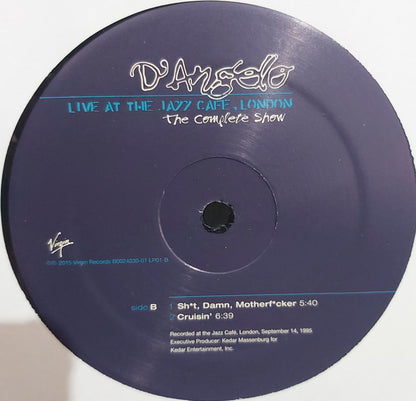 D'Angelo
LIVE AT THE JAZZ CAFE, LONDON
The Complete Show
Virgin
2015 Virgin Records B0024330-01 LP01-B
side B
1 Sh*t, Damn, Motherf*cker 5:40
2 Cruisin' 6:39
Recorded at the Jazz Café, London, September 14, 1995
Executive Producer: Kedar Massenburg for
Kedar Entertainment, Inc.